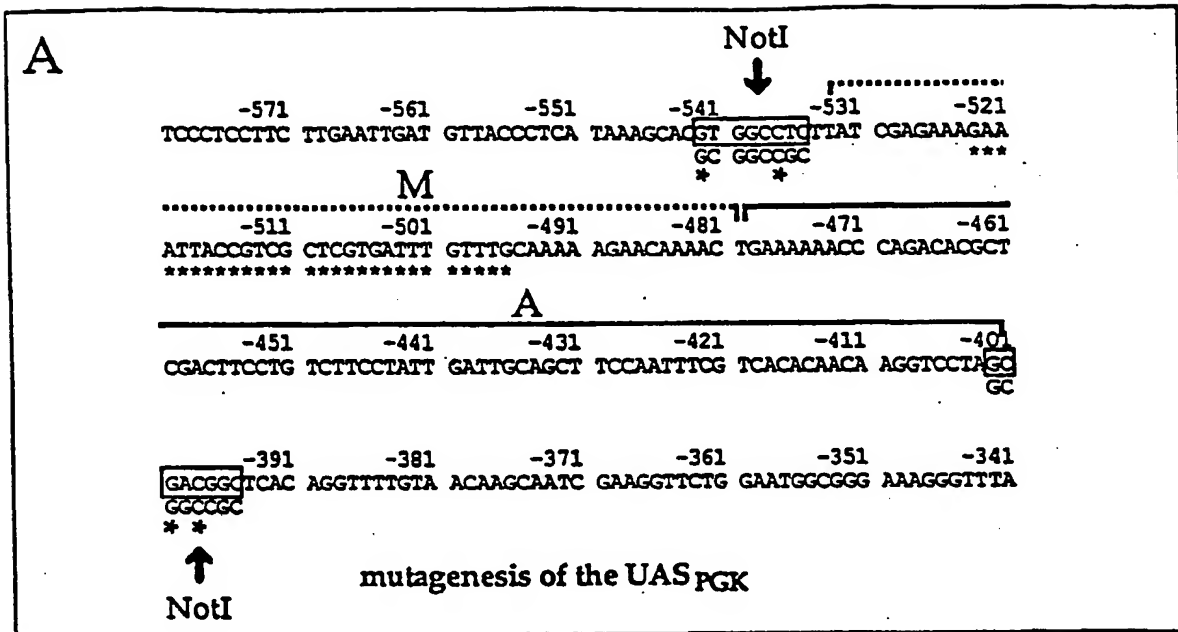 A
NotI
-571 -561 -551 -541 -531 -521
TCCCTCCTTC TTGAATTGAT GTTACCCTCA TAAAGCACGT GGCCTCTTAT CGAGAAAGAA
GC GGCCGC ***
* *
M
-511 -501 -491 -481 -471 -461
ATTACCGTCG CTCGTGATTT GTTTGCAAAA AGAACAAAAC TGAAAAAACC CAGACACGCT
********** ********** *****
A
-451 -441 -431 -421 -411 -401
CGACTTCCTG TCTTCCTATT GATTGCAGCT TCCAATTTCG TCACACAACA AGGTCCTAGC
GC
-391 -381 -371 -361 -351 -341
GACGGCTCAC AGGTTTTGTA ACAAGCAATC GAAGGTTCTG GAATGGCGGG AAAGGGTTTA
GGCCGC
* *
mutagenesis of the UAS PGK
NotI